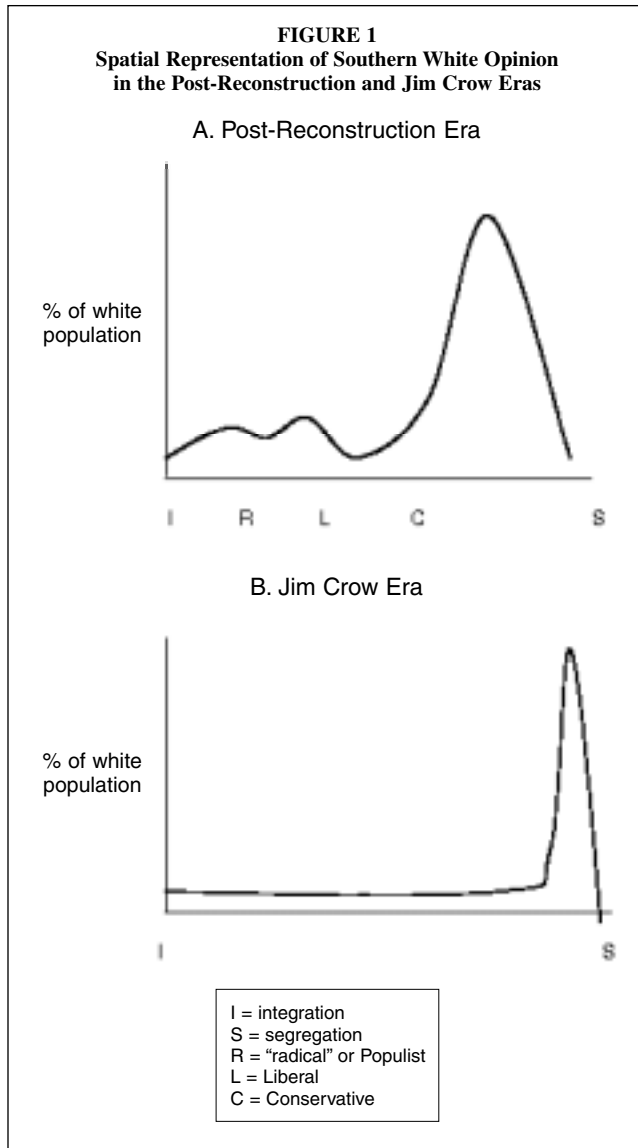 FIGURE 1
Spatial Representation of Southern White Opinion
in the Post-Reconstruction and Jim Crow Eras
A. Post-Reconstruction Era
% of white
population
I R L C S
B. Jim Crow Era
% of white
population
I S
I = integration
S = segregation
R = “radical” or Populist
L = Liberal
C = Conservative